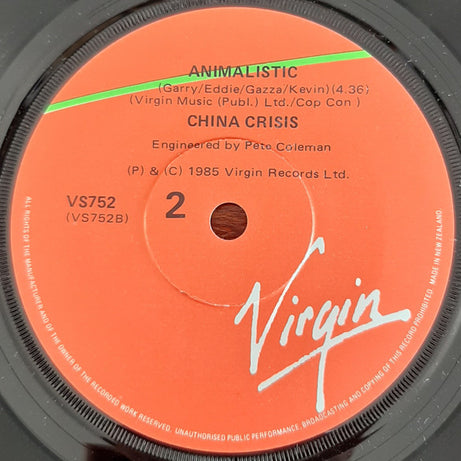 ANIMALISTIC
(Garry/Eddie/Gazza/Kevin)(4.36)
(Virgin Music (Publ.) Ltd./Cop Con )
CHINA CRISIS
Engineered by Pete Coleman
(P) & (C) 1985 Virgin Records Ltd.
VS752
(VS752B)
2
Virgin
ALL RIGHTS OF THE MANUFACTURER AND OF THE OWNER OF THE RECORDED WORK RESERVED. UNAUTHORISED PUBLIC PERFORMANCE, BROADCASTING AND COPYING OF THIS RECORD PROHIBITED. MADE IN NEW ZEALAND.